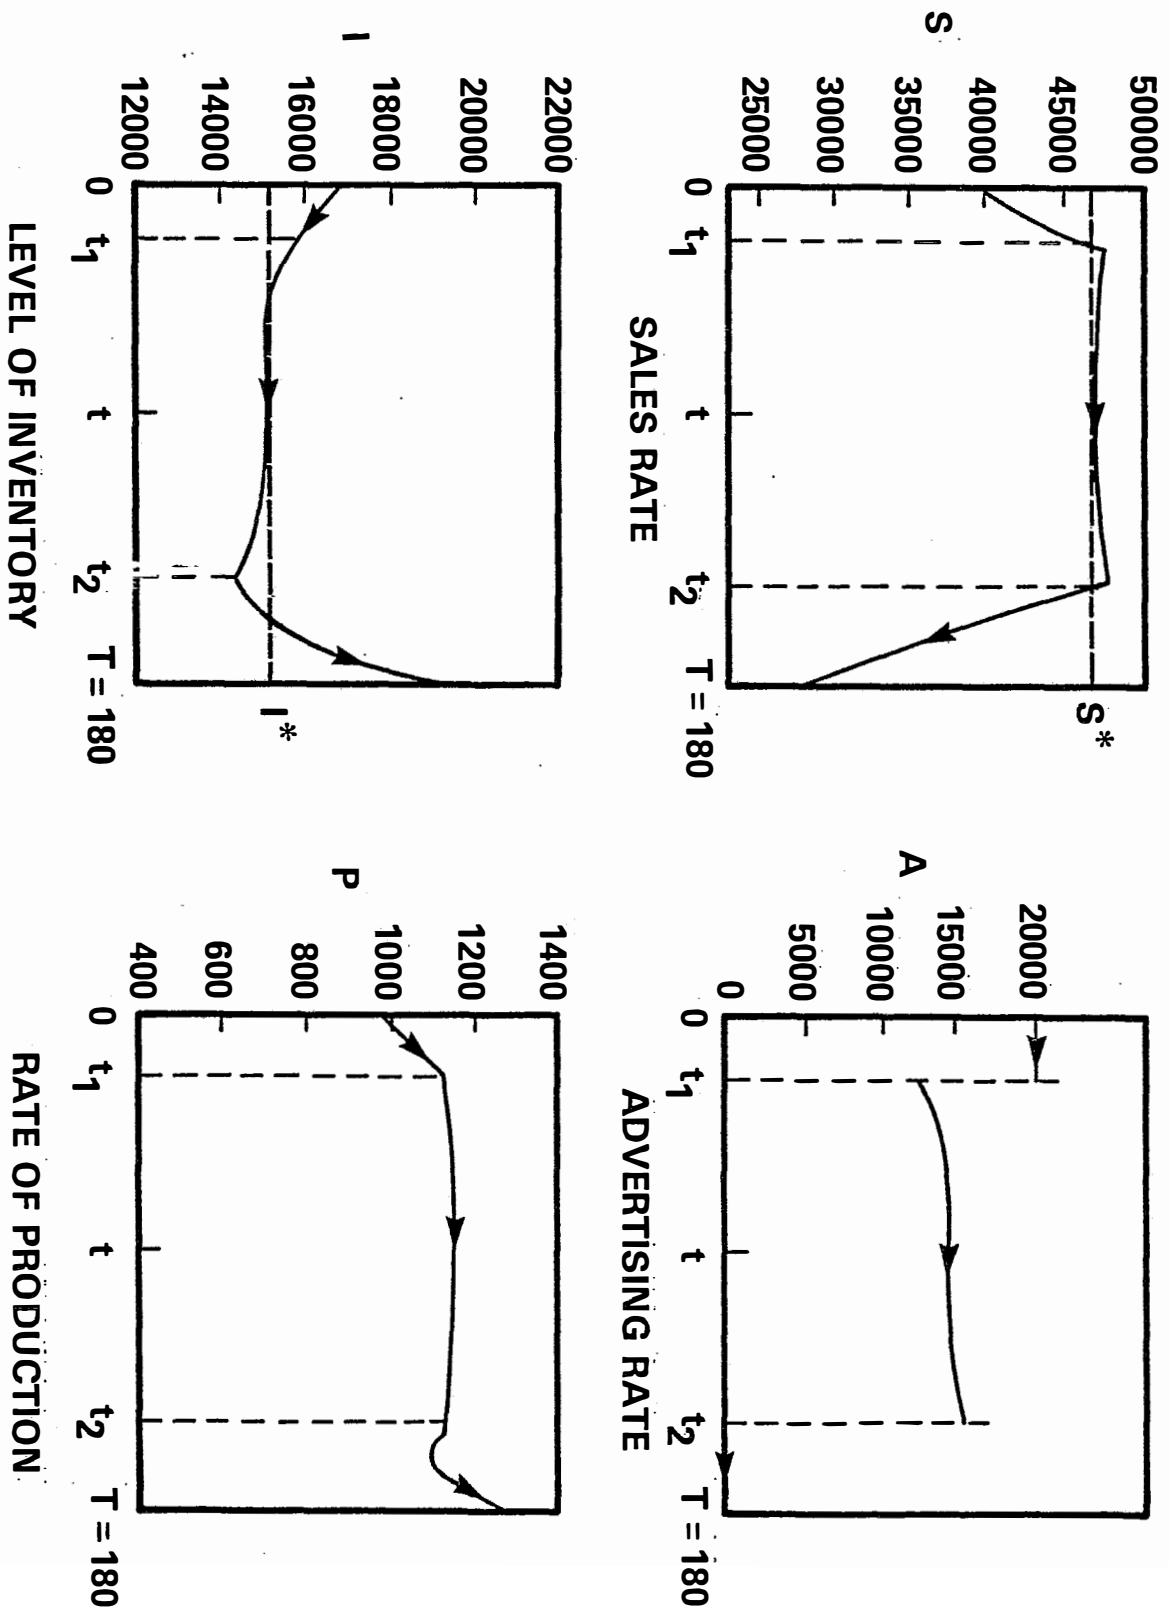 S
50000
45000
40000
35000
30000
25000
0 t1 t t2 T = 180
S*
SALES RATE
A
20000
15000
10000
5000
0
0 t1 t t2 T = 180
ADVERTISING RATE
I
22000
20000
18000
16000
14000
12000
0 t1 t t2 T = 180
I*
LEVEL OF INVENTORY
P
1400
1200
1000
800
600
400
0 t1 t t2 T = 180
RATE OF PRODUCTION